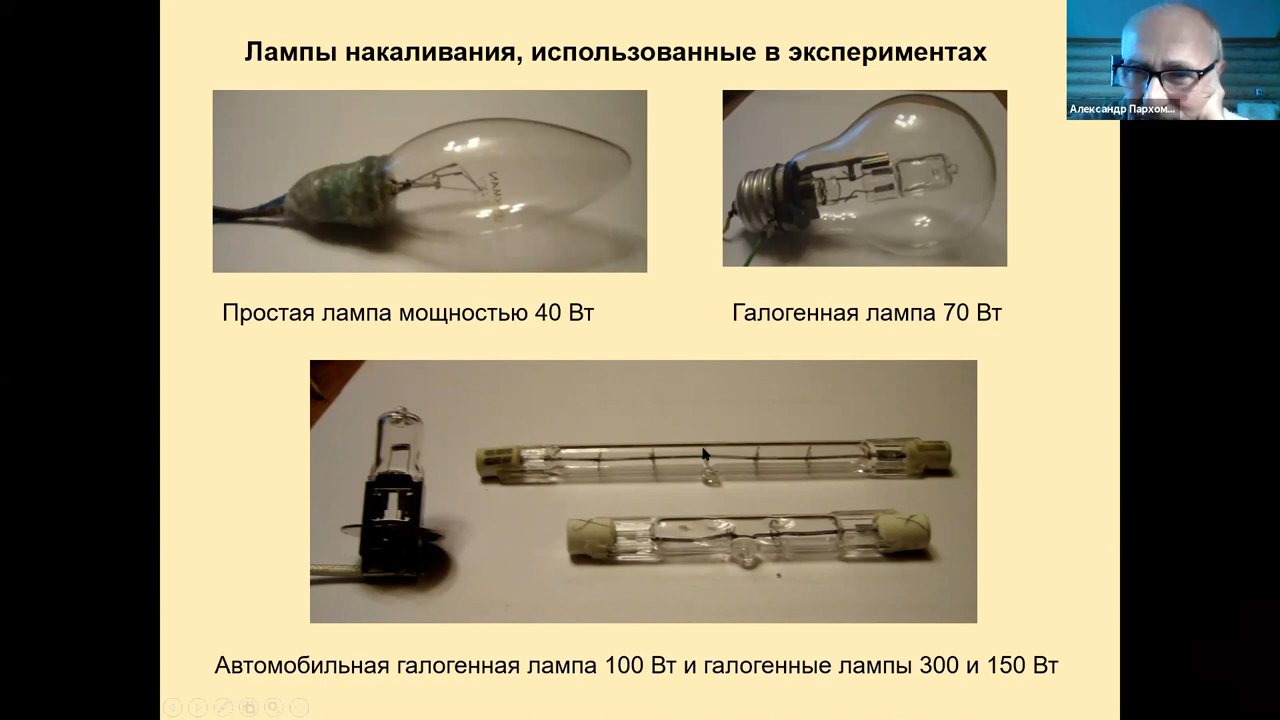 Лампы накаливания, использованные в экспериментах
Александр Пархом...
Простая лампа мощностью 40 Вт
Галогенная лампа 70 Вт
Автомобильная галогенная лампа 100 Вт и галогенные лампы 300 и 150 Вт